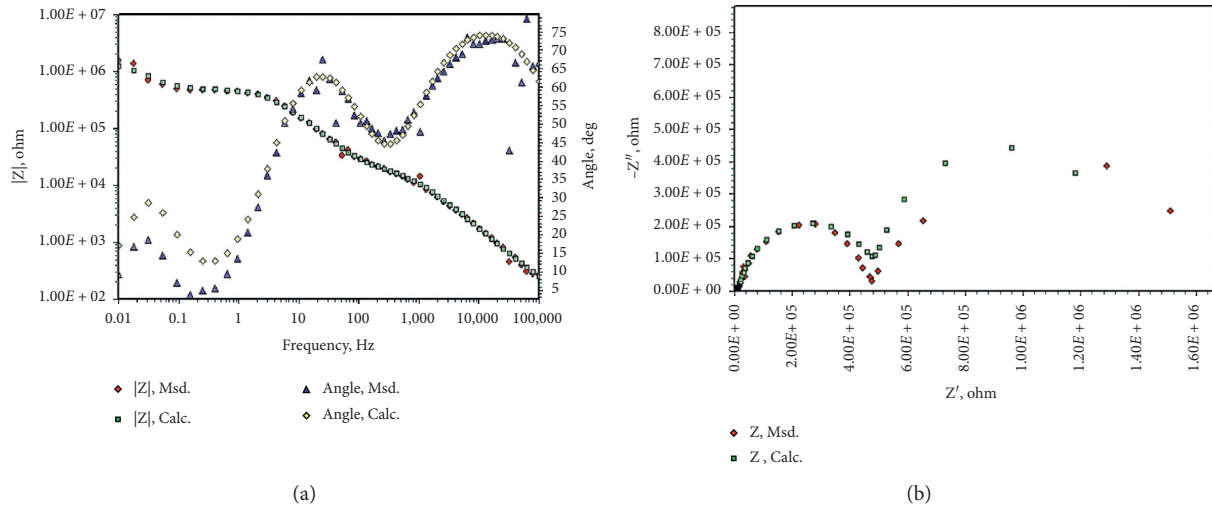 1.00E + 07
1.00E + 06
1.00E + 05
1.00E + 04
1.00E + 03
1.00E + 02
|Z|, ohm
75
70
65
60
55
50
45
40
35
30
25
20
15
10
5
Angle, deg
0.01 0.1 1 10 100 1,000 10,000 100,000
Frequency, Hz
|Z|, Msd.
Angle, Msd.
|Z|, Calc.
Angle, Calc.
(a)
8.00E + 05
7.00E + 05
6.00E + 05
5.00E + 05
4.00E + 05
3.00E + 05
2.00E + 05
1.00E + 05
0.00E + 00
−Z″, ohm
0.00E + 00
2.00E + 05
4.00E + 05
6.00E + 05
8.00E + 05
1.00E + 06
1.20E + 06
1.40E + 06
1.60E + 06
Z′, ohm
Z, Msd.
Z , Calc.
(b)